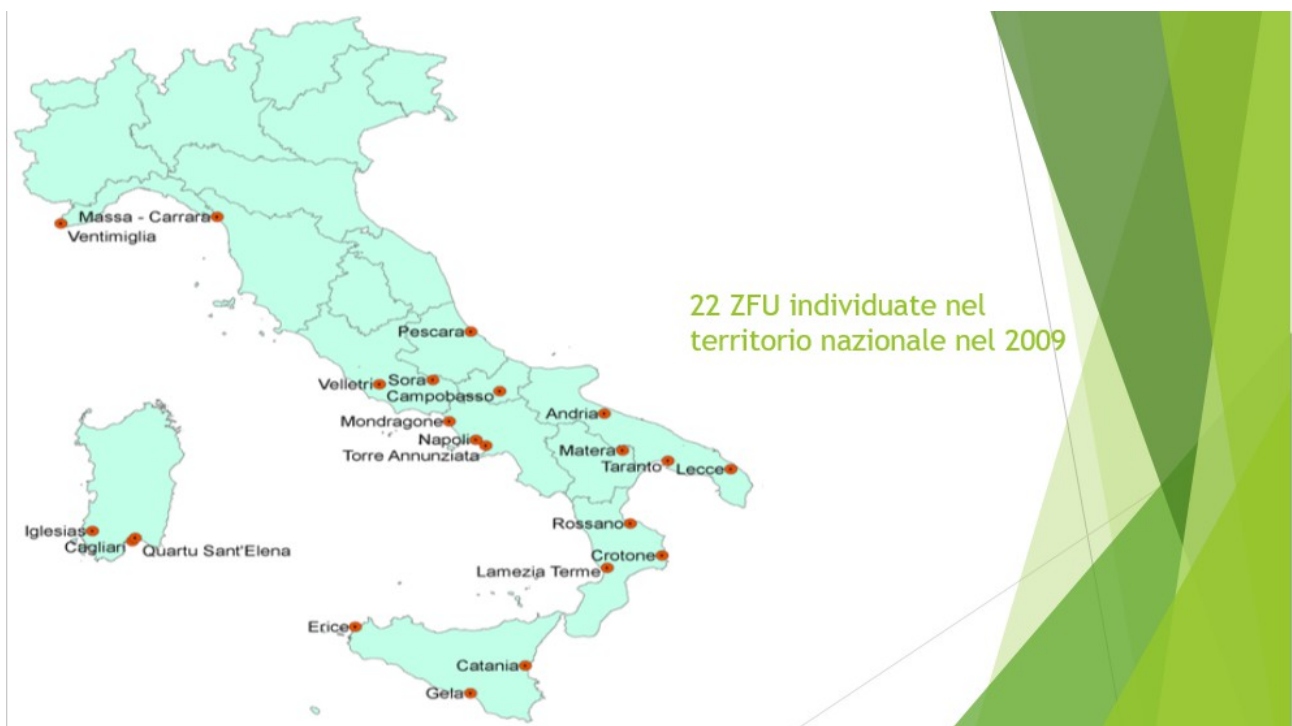 Massa - Carrara
Ventimiglia
Pescara
Velletri
Sora
Campobasso
Andria
Mondragone
Napoli
Torre Annunziata
Matera
Taranto
Lecce
Iglesias
Cagliari
Quartu Sant'Elena
Rossano
Crotone
Lamezia Terme
Erice
Catania
Gela
22 ZFU individuate nel
territorio nazionale nel 2009